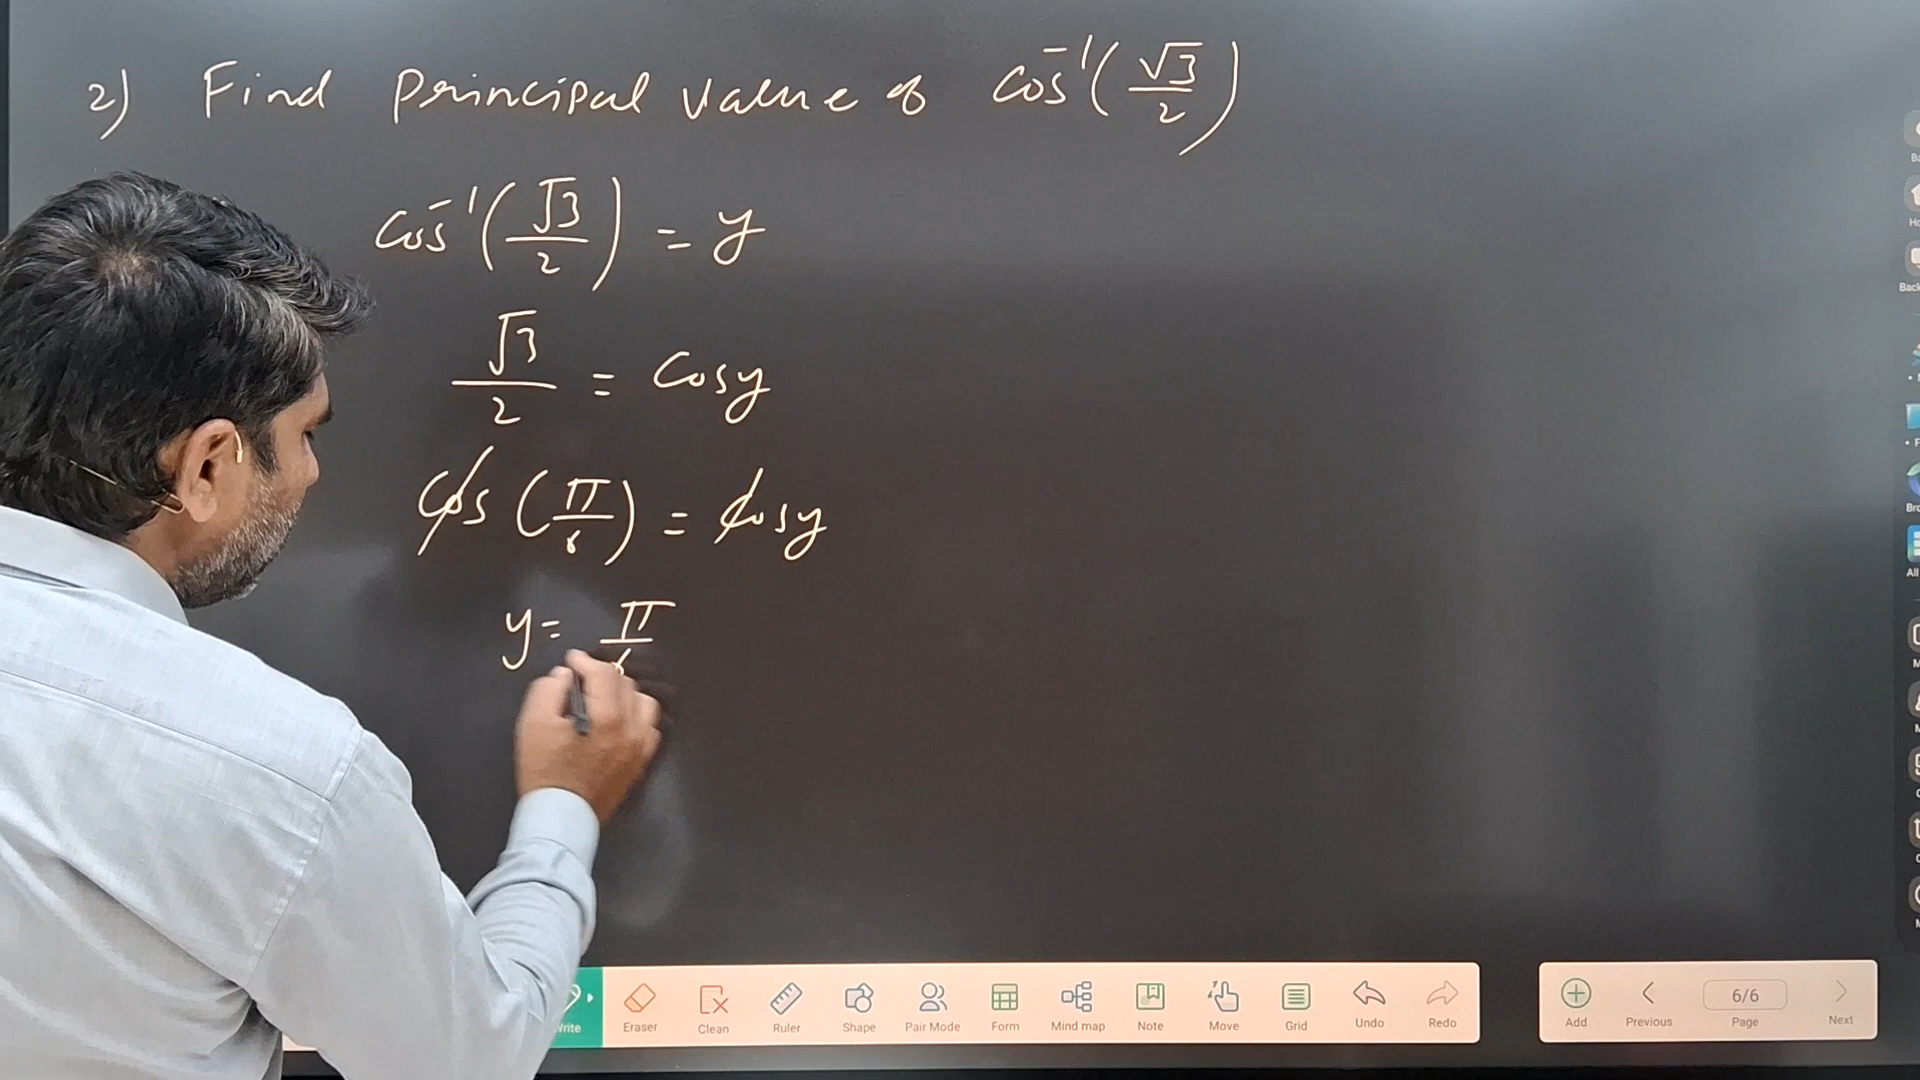 2) Find principal value of cos⁻¹(√3/2)
cos⁻¹(√3/2) = y
√3/2 = cosy
cos(π/6) = cosy
y = π/6
Eraser Clean Ruler Shape Pair Mode Form Mind map Note Move Grid Undo Redo
Add Previous 6/6 Page Next